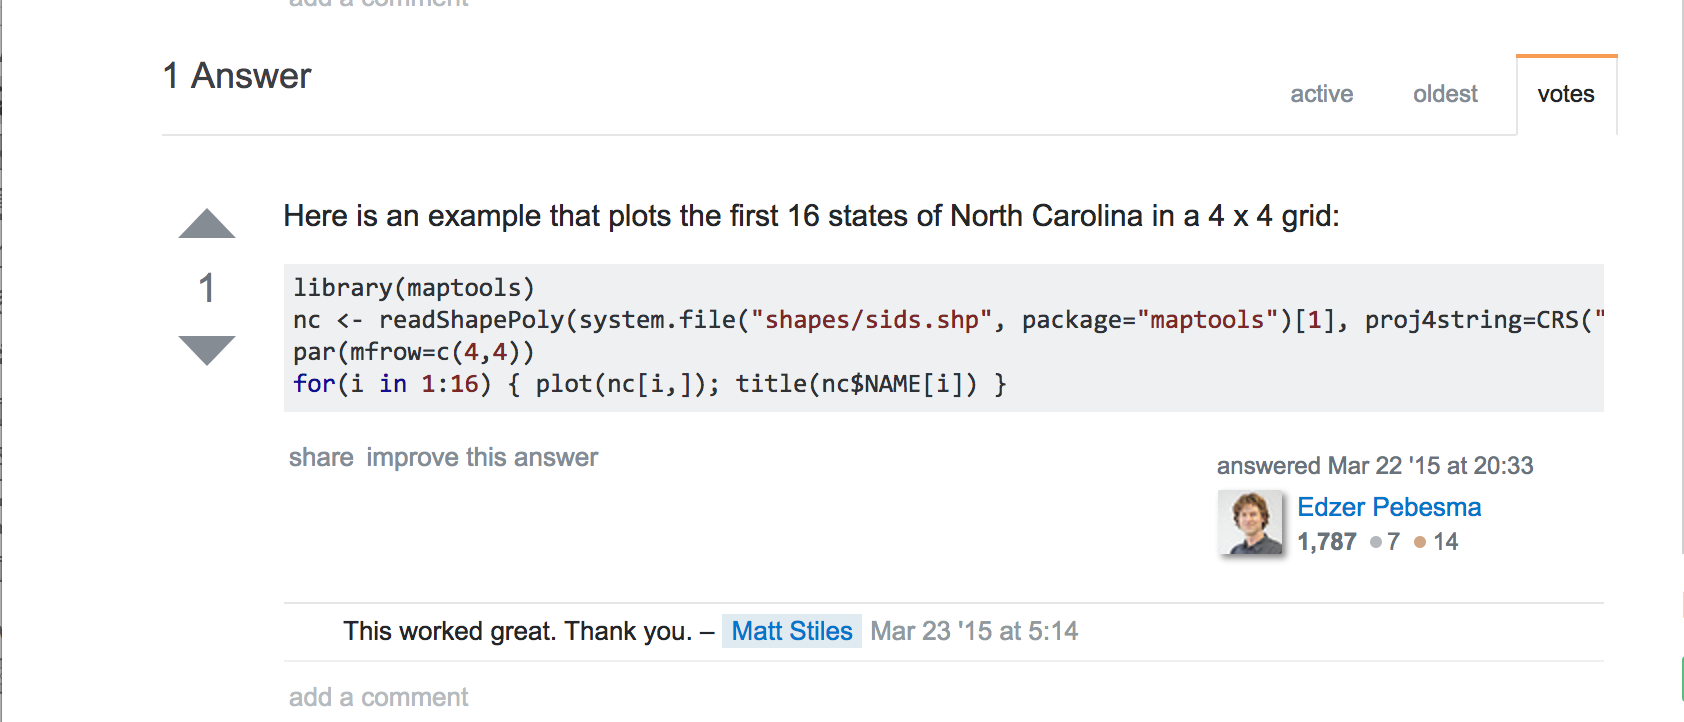 add a comment
1 Answer
active oldest votes
Here is an example that plots the first 16 states of North Carolina in a 4 x 4 grid:
1
library(maptools)
nc <- readShapePoly(system.file("shapes/sids.shp", package="maptools")[1], proj4string=CRS("
par(mfrow=c(4,4))
for(i in 1:16) { plot(nc[i,]); title(nc$NAME[i]) }
share improve this answer
answered Mar 22 '15 at 20:33
Edzer Pebesma
1,787 ●7 ●14
This worked great. Thank you. – Matt Stiles Mar 23 '15 at 5:14
add a comment